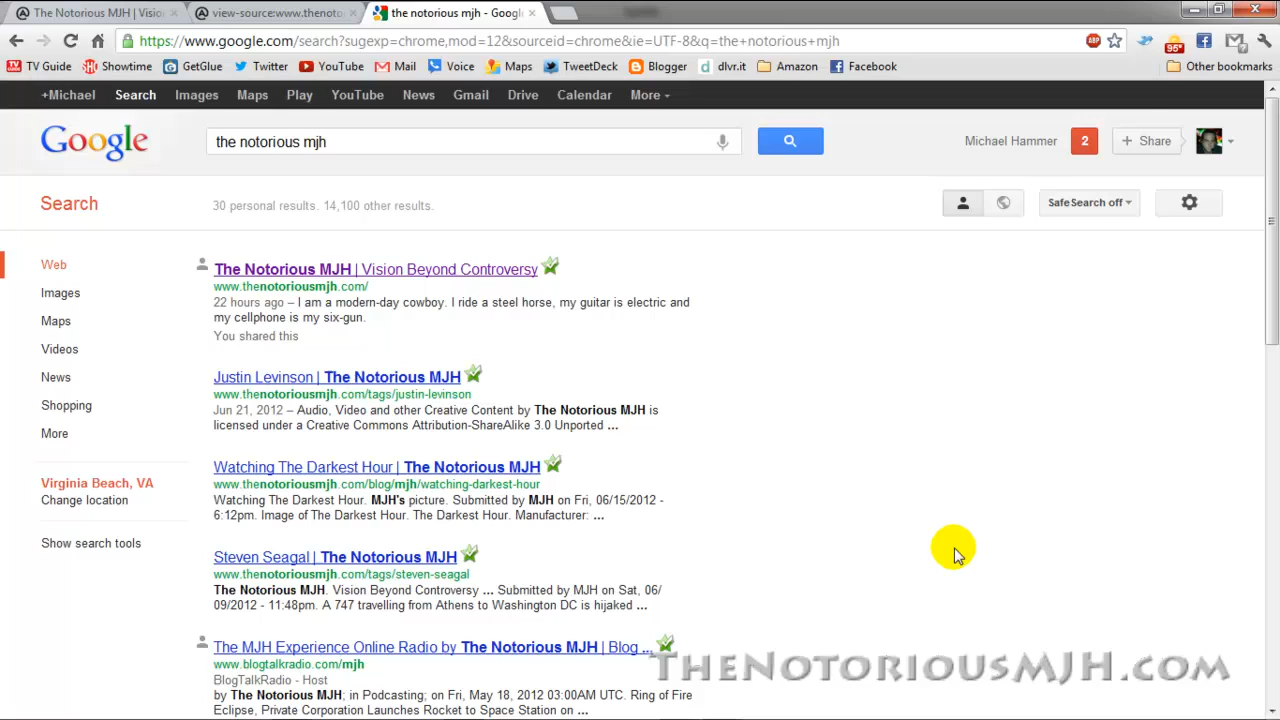 The Notorious MJH | Vision
view-source:www.thenoto
the notorious mjh - Google
https://www.google.com/search?sugexp=chrome,mod=12&sourceid=chrome&ie=UTF-8&q=the+notorious+mjh
ABP
95°
TV Guide
Showtime
GetGlue
Twitter
YouTube
Mail
Voice
Maps
TweetDeck
Blogger
dlvr.it
Amazon
Facebook
Other bookmarks
+Michael Search Images Maps Play YouTube News Gmail Drive Calendar More
Google
the notorious mjh
Michael Hammer
2
+ Share
Search
30 personal results. 14,100 other results.
SafeSearch off
Web
Images
Maps
Videos
News
Shopping
More
Virginia Beach, VA
Change location
Show search tools
The Notorious MJH | Vision Beyond Controversy
www.thenotoriousmjh.com/
22 hours ago – I am a modern-day cowboy. I ride a steel horse, my guitar is electric and
my cellphone is my six-gun.
You shared this
Justin Levinson | The Notorious MJH
www.thenotoriousmjh.com/tags/justin-levinson
Jun 21, 2012 – Audio, Video and other Creative Content by The Notorious MJH is
licensed under a Creative Commons Attribution-ShareAlike 3.0 Unported ...
Watching The Darkest Hour | The Notorious MJH
www.thenotoriousmjh.com/blog/mjh/watching-darkest-hour
Watching The Darkest Hour. MJH's picture. Submitted by MJH on Fri, 06/15/2012 -
6:12pm. Image of The Darkest Hour. The Darkest Hour. Manufacturer: ...
Steven Seagal | The Notorious MJH
www.thenotoriousmjh.com/tags/steven-seagal
The Notorious MJH. Vision Beyond Controversy ... Submitted by MJH on Sat, 06/
09/2012 - 11:48pm. A 747 travelling from Athens to Washington DC is hijaked ...
The MJH Experience Online Radio by The Notorious MJH | Blog ...
www.blogtalkradio.com/mjh
BlogTalkRadio - Host
by The Notorious MJH; in Podcasting; on Fri, May 18, 2012 03:00AM UTC. Ring of Fire
Eclipse, Private Corporation Launches Rocket to Space Station on ...
TheNotoriousMJH.com